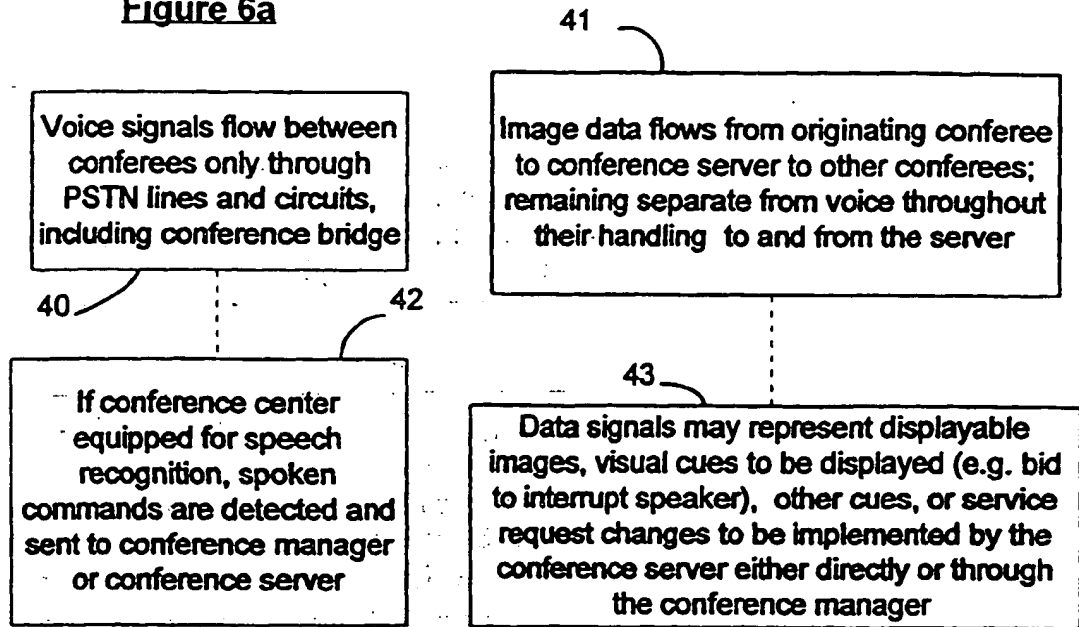 Figure 6a
41
Voice signals flow between
conferees only through
PSTN lines and circuits,
including conference bridge
Image data flows from originating conferee
to conference server to other conferees;
remaining separate from voice throughout
their handling to and from the server
40
42
If conference center
equipped for speech
recognition, spoken
commands are detected and
sent to conference manager
or conference server
43
Data signals may represent displayable
images, visual cues to be displayed (e.g. bid
to interrupt speaker), other cues, or service
request changes to be implemented by the
conference server either directly or through
the conference manager